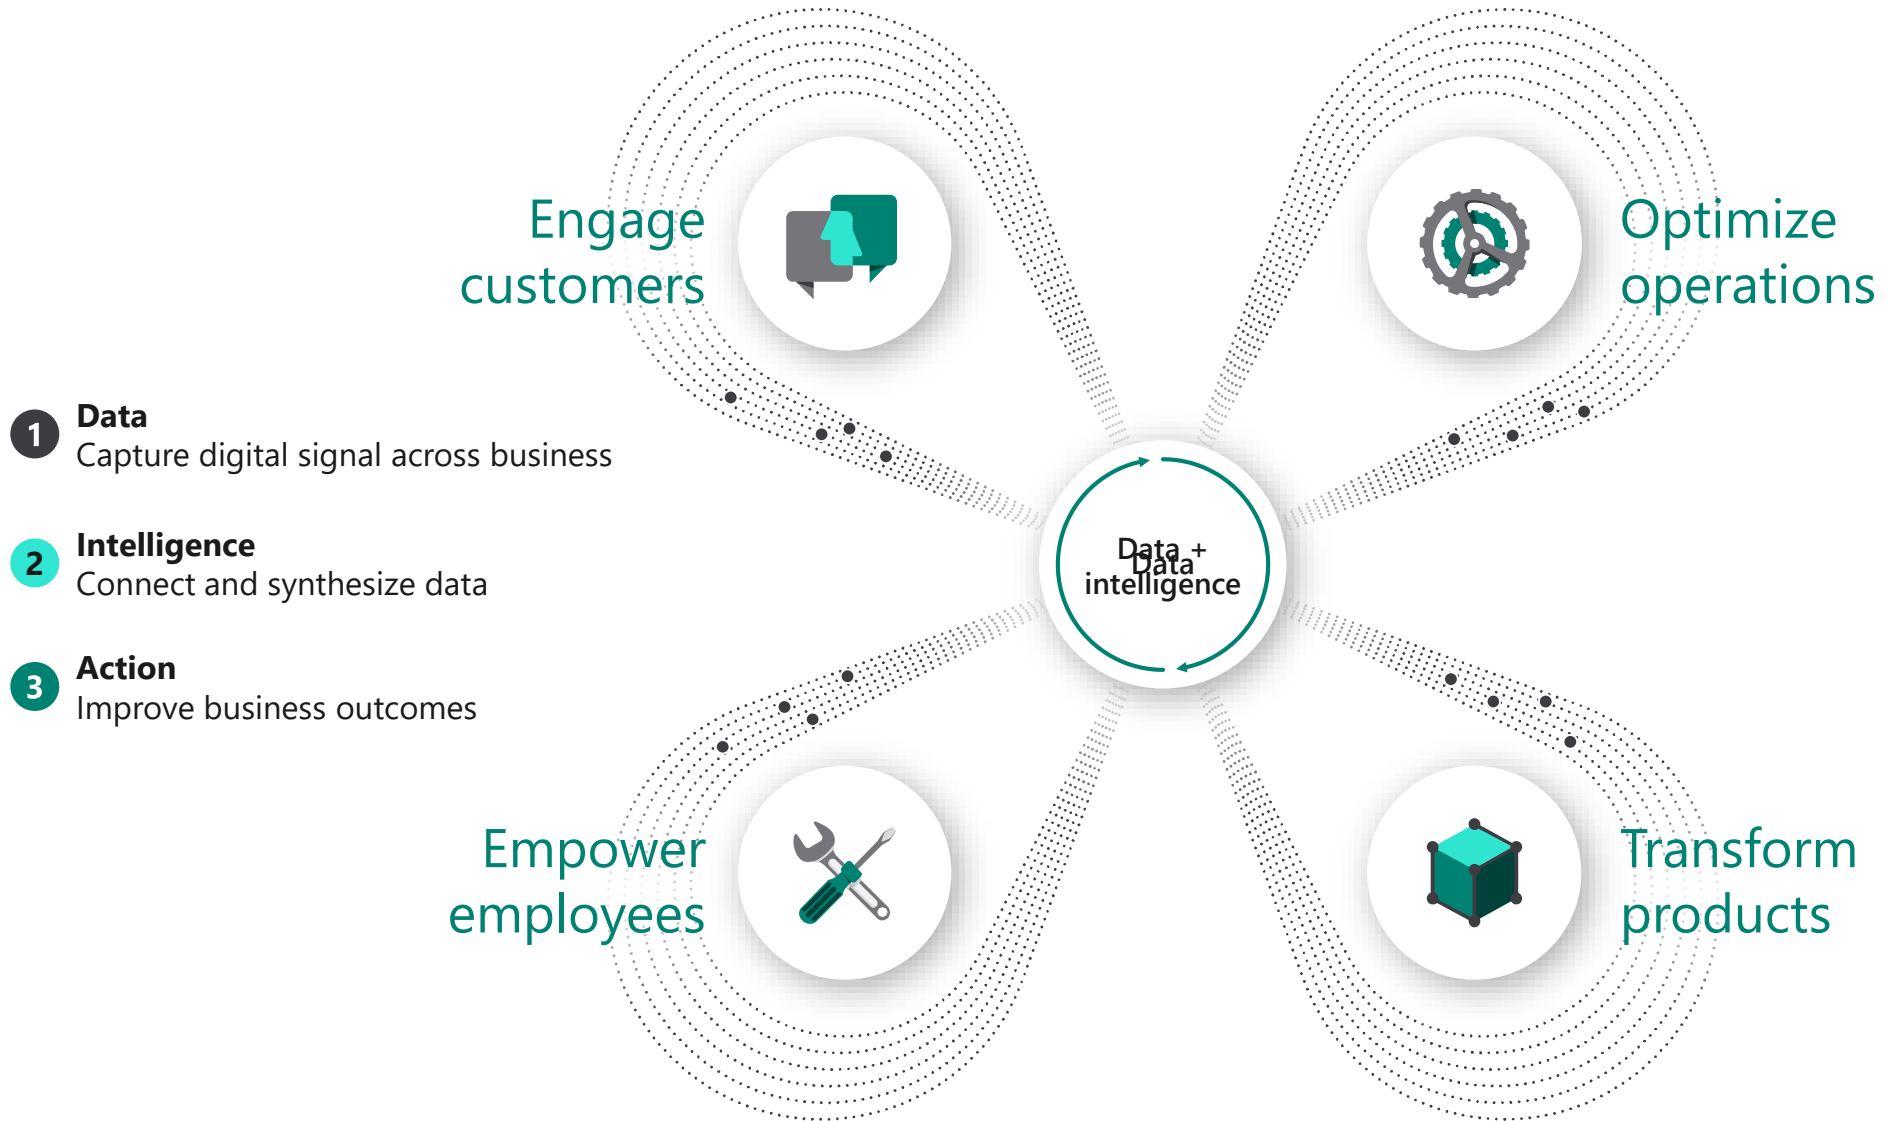 Engage
customers
Optimize
operations
1
Data
Capture digital signal across business
2
Intelligence
Connect and synthesize data
3
Action
Improve business outcomes
Data +
Data
intelligence
Empower
employees
Transform
products